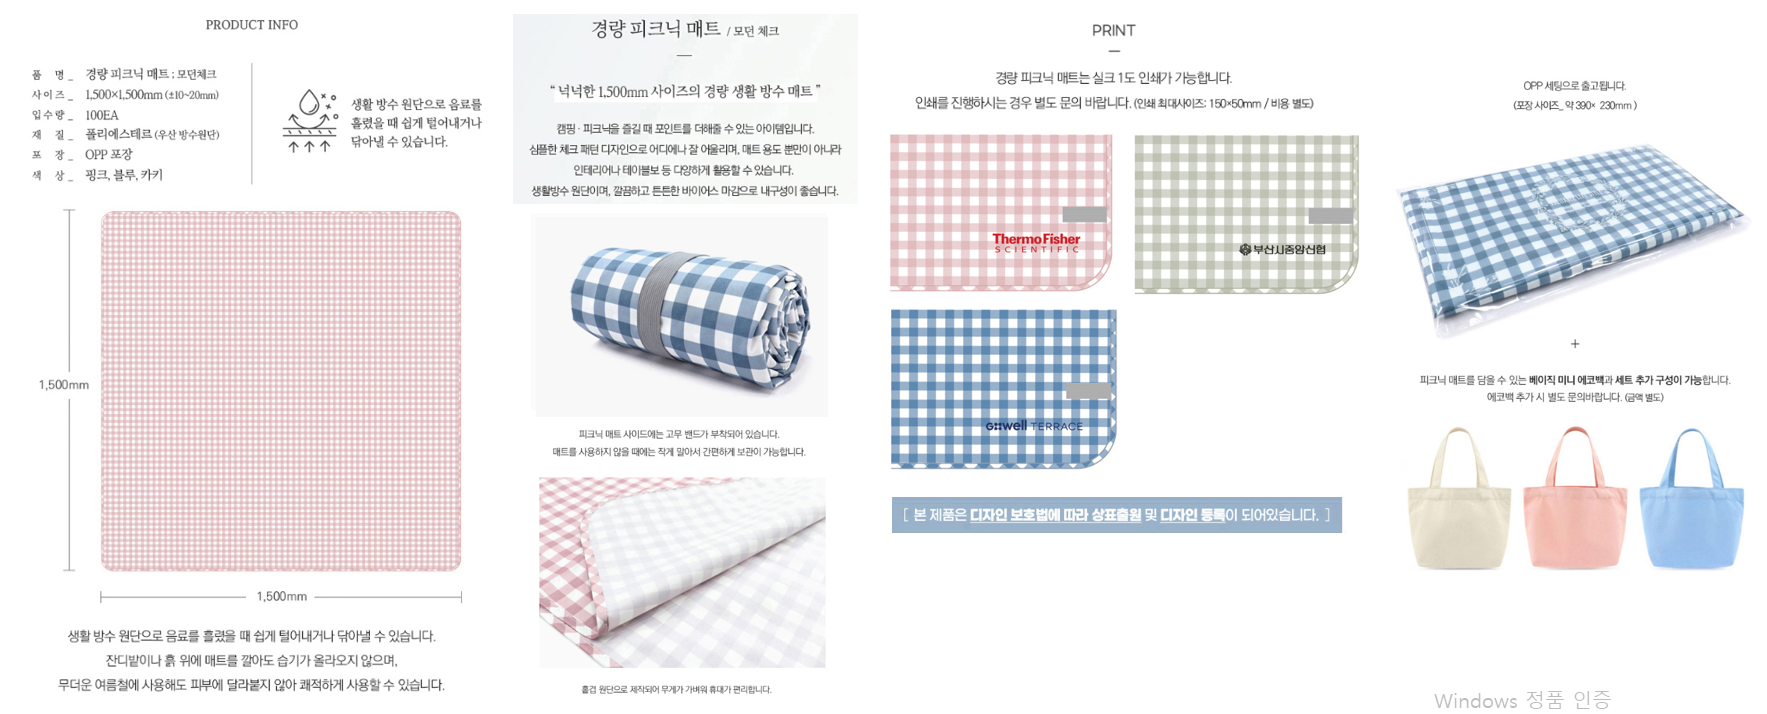 PRODUCT INFO
품 명_ 경량 피크닉 매트 ; 모던체크
사이즈_ 1,500×1,500mm (±10~20mm)
입수량_ 100EA
재 질_ 폴리에스테르 (우산 방수원단)
포 장_ OPP 포장
색 상_ 핑크, 블루, 카키
생활 방수 원단으로 음료를
흘렸을 때 쉽게 털어내거나
닦아낼 수 있습니다.
1,500mm
1,500mm
생활 방수 원단으로 음료를 흘렸을 때 쉽게 털어내거나 닦아낼 수 있습니다.
잔디밭이나 흙 위에 매트를 깔아도 습기가 올라오지 않으며,
무더운 여름철에 사용해도 피부에 달라붙지 않아 쾌적하게 사용할 수 있습니다.
경량 피크닉 매트 / 모던 체크
“ 넉넉한 1,500mm 사이즈의 경량 생활 방수 매트 ”
캠핑 · 피크닉을 즐길 때 포인트를 더해줄 수 있는 아이템입니다.
심플한 체크 패턴 디자인으로 어디에나 잘 어울리며, 매트 용도 뿐만이 아니라
인테리어나 테이블보 등 다양하게 활용할 수 있습니다.
생활방수 원단이며, 깔끔하고 튼튼한 바이어스 마감으로 내구성이 좋습니다.
피크닉 매트 사이드에는 고무 밴드가 부착되어 있습니다.
매트를 사용하지 않을 때에는 작게 말아서 간편하게 보관이 가능합니다.
홑겹 원단으로 제작되어 무게가 가벼워 휴대가 편리합니다.
PRINT
경량 피크닉 매트는 실크 1도 인쇄가 가능합니다.
인쇄를 진행하시는 경우 별도 문의 바랍니다. (인쇄 최대사이즈: 150×50mm / 비용 별도)
ThermoFisher
SCIENTIFIC
부산시중앙신협
G::well TERRACE
[ 본 제품은 디자인 보호법에 따라 상표출원 및 디자인 등록이 되어있습니다. ]
OPP 세팅으로 출고됩니다.
(포장 사이즈_ 약 390× 230mm )
+
피크닉 매트를 담을 수 있는 베이직 미니 에코백과 세트 추가 구성이 가능합니다.
에코백 추가 시 별도 문의바랍니다. (금액 별도)
Windows 정품 인증